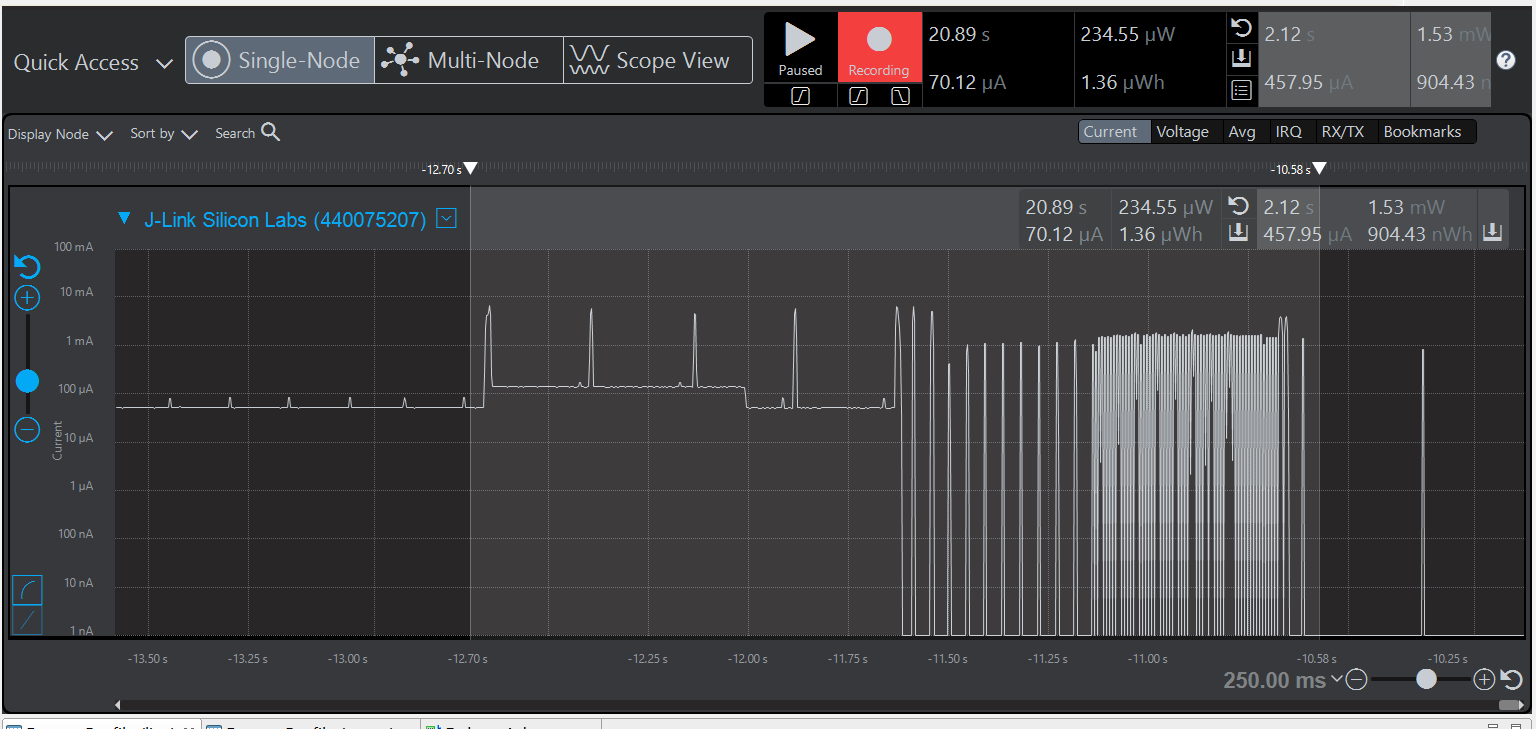 Quick Access
Single-Node
Multi-Node
Scope View
Paused
Recording
20.89 s
70.12 µA
234.55 µW
1.36 µWh
2.12 s
457.95 µA
1.53 mW
904.43 n
Display Node
Sort by
Search
Current
Voltage
Avg
IRQ
RX/TX
Bookmarks
-12.70 s
-10.58 s
J-Link Silicon Labs (440075207)
20.89 s
70.12 µA
234.55 µW
1.36 µWh
2.12 s
457.95 µA
1.53 mW
904.43 nWh
100 mA
10 mA
1 mA
100 µA
10 µA
1 µA
100 nA
10 nA
1 nA
Current
-13.50 s
-13.25 s
-13.00 s
-12.70 s
-12.25 s
-12.00 s
-11.75 s
-11.50 s
-11.25 s
-11.00 s
-10.58 s
-10.25 s
250.00 ms